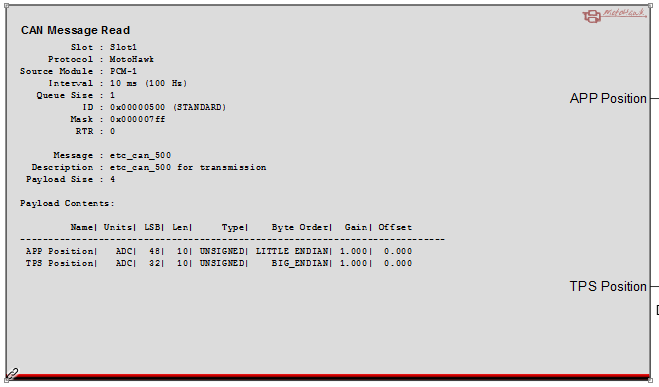 MotoHawk
CAN Message Read
Slot : Slot1
Protocol : MotoHawk
Source Module : PCM-1
Interval : 10 ms (100 Hz)
Queue Size : 1
ID : 0x00000500 (STANDARD)
Mask : 0x000007ff
RTR : 0
Message : etc_can_500
Description : etc_can_500 for transmission
Payload Size : 4
Payload Contents:
Name| Units| LSB| Len| Type| Byte Order| Gain| Offset
--------------------------------------------------------------------------
APP Position| ADC| 48| 10| UNSIGNED| LITTLE ENDIAN| 1.000| 0.000
TPS Position| ADC| 32| 10| UNSIGNED| BIG_ENDIAN| 1.000| 0.000
APP Position
TPS Position